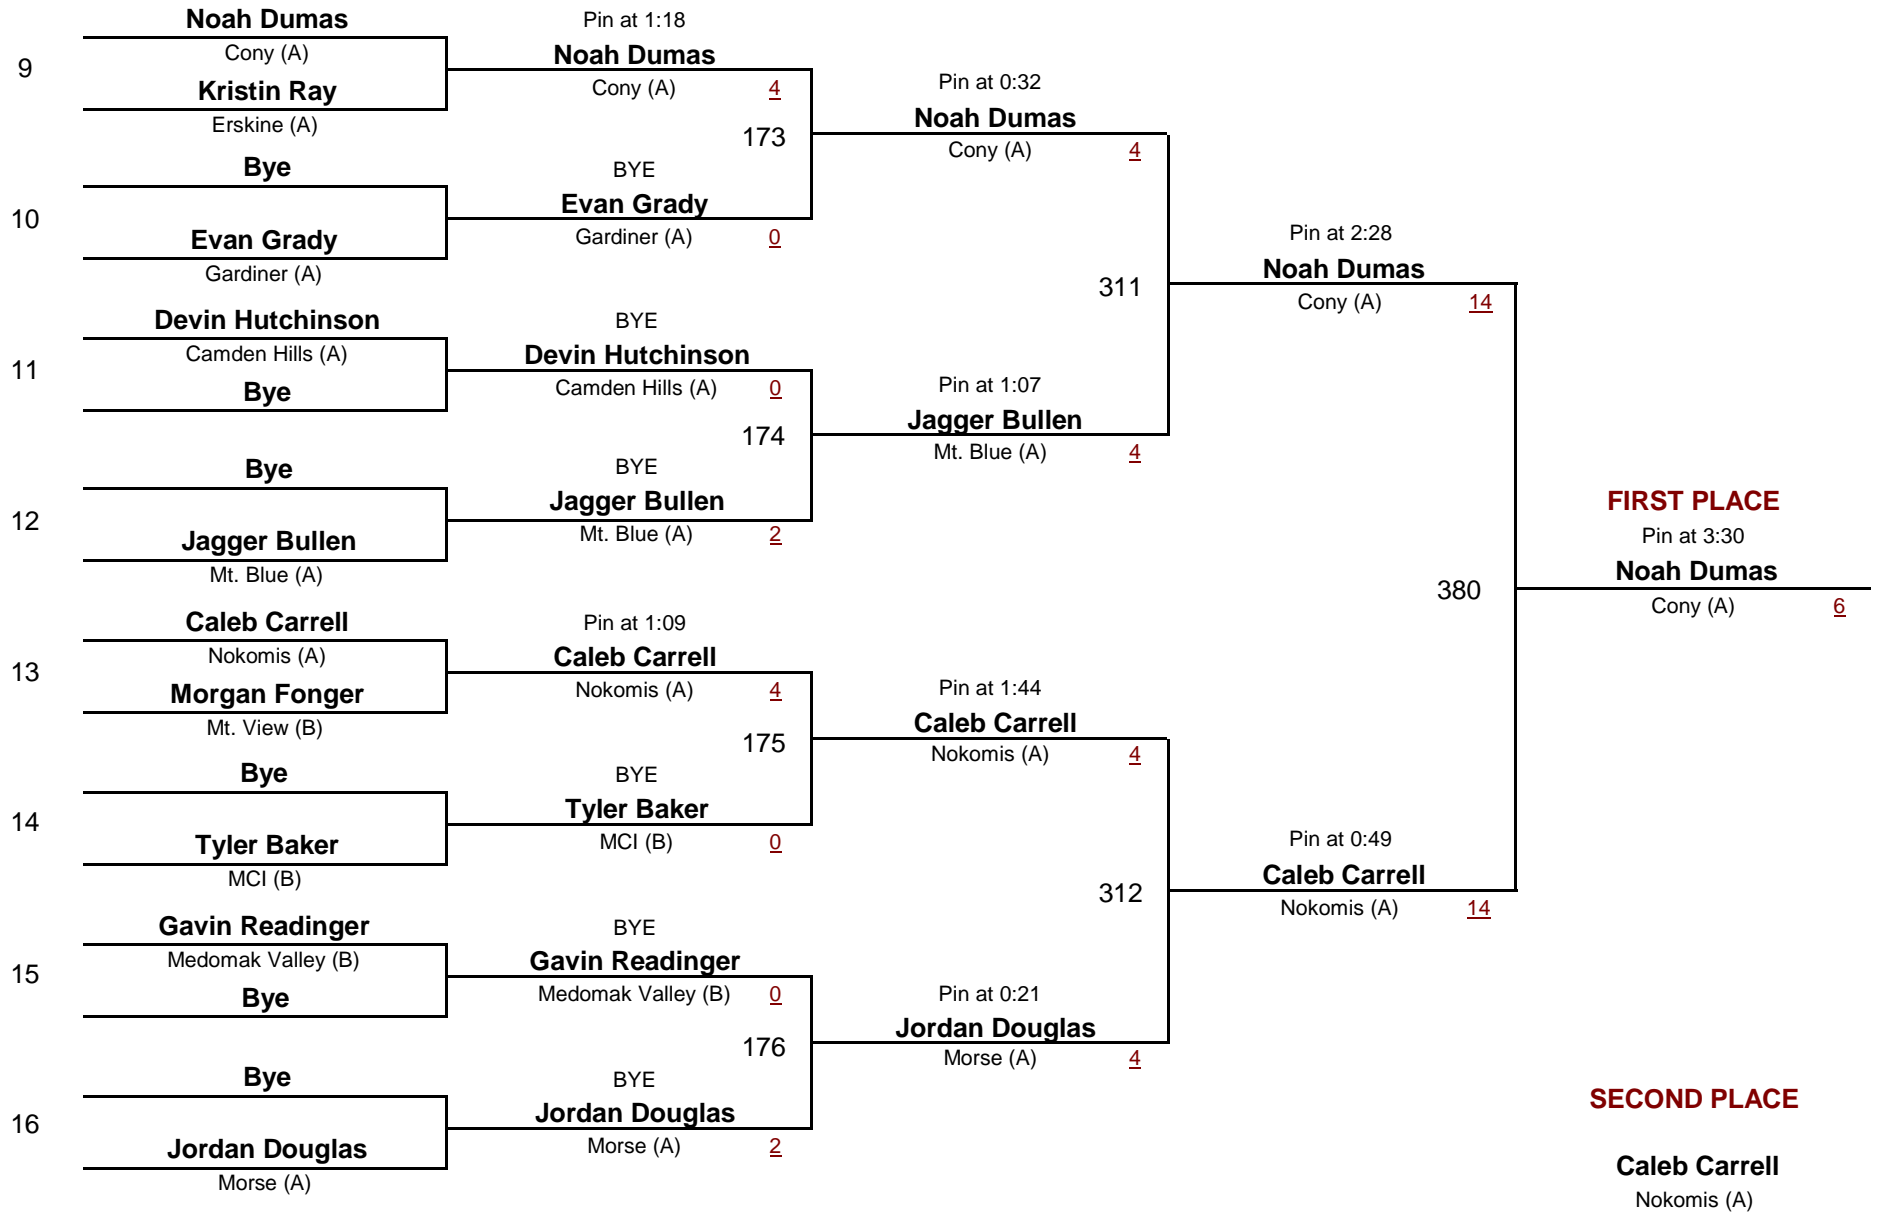 Noah Dumas
Cony (A)
9
Kristin Ray
Erskine (A)
Bye
10
Evan Grady
Gardiner (A)
Devin Hutchinson
Camden Hills (A)
11
Bye
Bye
12
Jagger Bullen
Mt. Blue (A)
Caleb Carrell
Nokomis (A)
13
Morgan Fonger
Mt. View (B)
Bye
14
Tyler Baker
MCI (B)
Gavin Readinger
Medomak Valley (B)
15
Bye
Bye
16
Jordan Douglas
Morse (A)
Pin at 1:18
Noah Dumas
Cony (A) 4
173
BYE
Evan Grady
Gardiner (A) 0
BYE
Devin Hutchinson
Camden Hills (A) 0
174
BYE
Jagger Bullen
Mt. Blue (A) 2
Pin at 1:09
Caleb Carrell
Nokomis (A) 4
175
BYE
Tyler Baker
MCI (B) 0
BYE
Gavin Readinger
Medomak Valley (B) 0
176
BYE
Jordan Douglas
Morse (A) 2
Pin at 0:32
Noah Dumas
Cony (A) 4
311
Pin at 1:07
Jagger Bullen
Mt. Blue (A) 4
Pin at 1:44
Caleb Carrell
Nokomis (A) 4
312
Pin at 0:21
Jordan Douglas
Morse (A) 4
Pin at 2:28
Noah Dumas
Cony (A) 14
380
Pin at 0:49
Caleb Carrell
Nokomis (A) 14
FIRST PLACE
Pin at 3:30
Noah Dumas
Cony (A) 6
SECOND PLACE
Caleb Carrell
Nokomis (A)